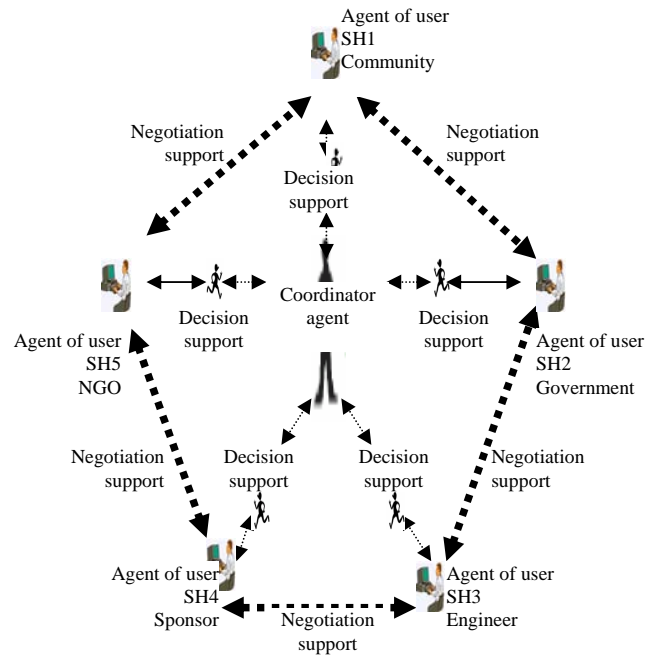 Agent of user
SH1
Community
Negotiation
support
Negotiation
support
Decision
support
Coordinator
agent
Decision
support
Decision
support
Agent of user
SH5
NGO
Agent of user
SH2
Government
Negotiation
support
Decision
support
Decision
support
Negotiation
support
Agent of user
SH4
Sponsor
Agent of user
SH3
Engineer
Negotiation
support